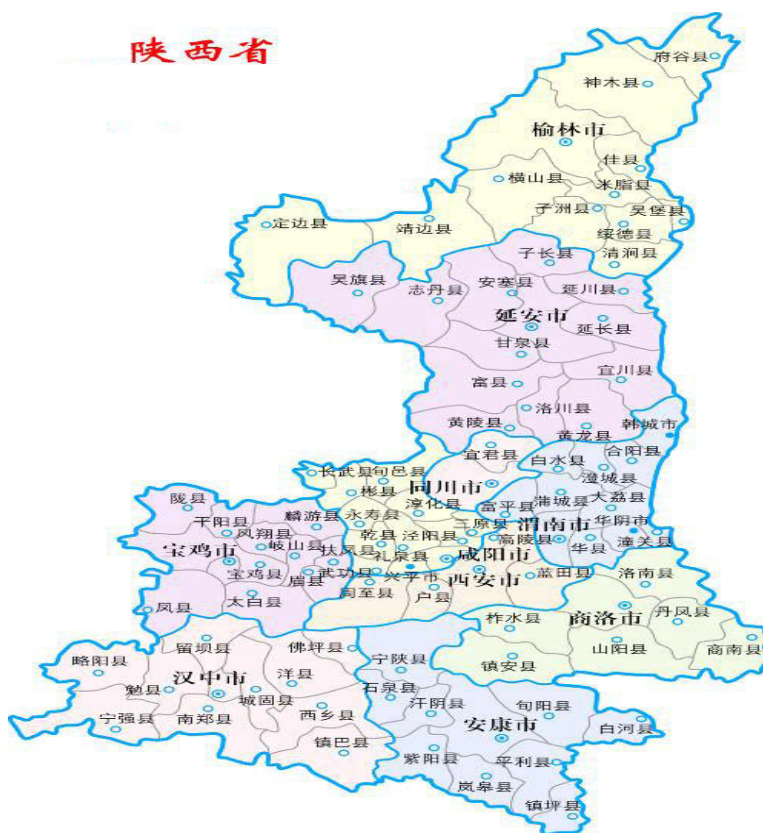 陕西省
府谷县
神木县
榆林市
佳县
横山县
米脂县
子洲县
吴堡县
定边县
靖边县
绥德县
清涧县
子长县
吴旗县
志丹县
安塞县
延川县
延安市
延长县
甘泉县
富县
宜川县
洛川县
黄陵县
黄龙县
韩城市
宜君县
白水县
合阳县
长武县
旬邑县
澄城县
彬县
同川市
陇县
麟游县
淳化县
蒲城县
大荔县
千阳县
永寿县
富平县
凤翔县
三原县
渭南市
华阴市
宝鸡市
岐山县
扶风县
乾县
泾阳县
高陵县
华县
潼关县
礼泉县
咸阳市
宝鸡县
眉县
武功县
兴平市
西安市
蓝田县
洛南县
太白县
周至县
户县
凤县
商洛市
丹凤县
柞水县
山阳县
商南县
留坝县
佛坪县
略阳县
宁陕县
镇安县
汉中市
洋县
勉县
城固县
石泉县
汉阴县
旬阳县
宁强县
南郑县
西乡县
安康市
白河县
镇巴县
紫阳县
平利县
岚皋县
镇坪县